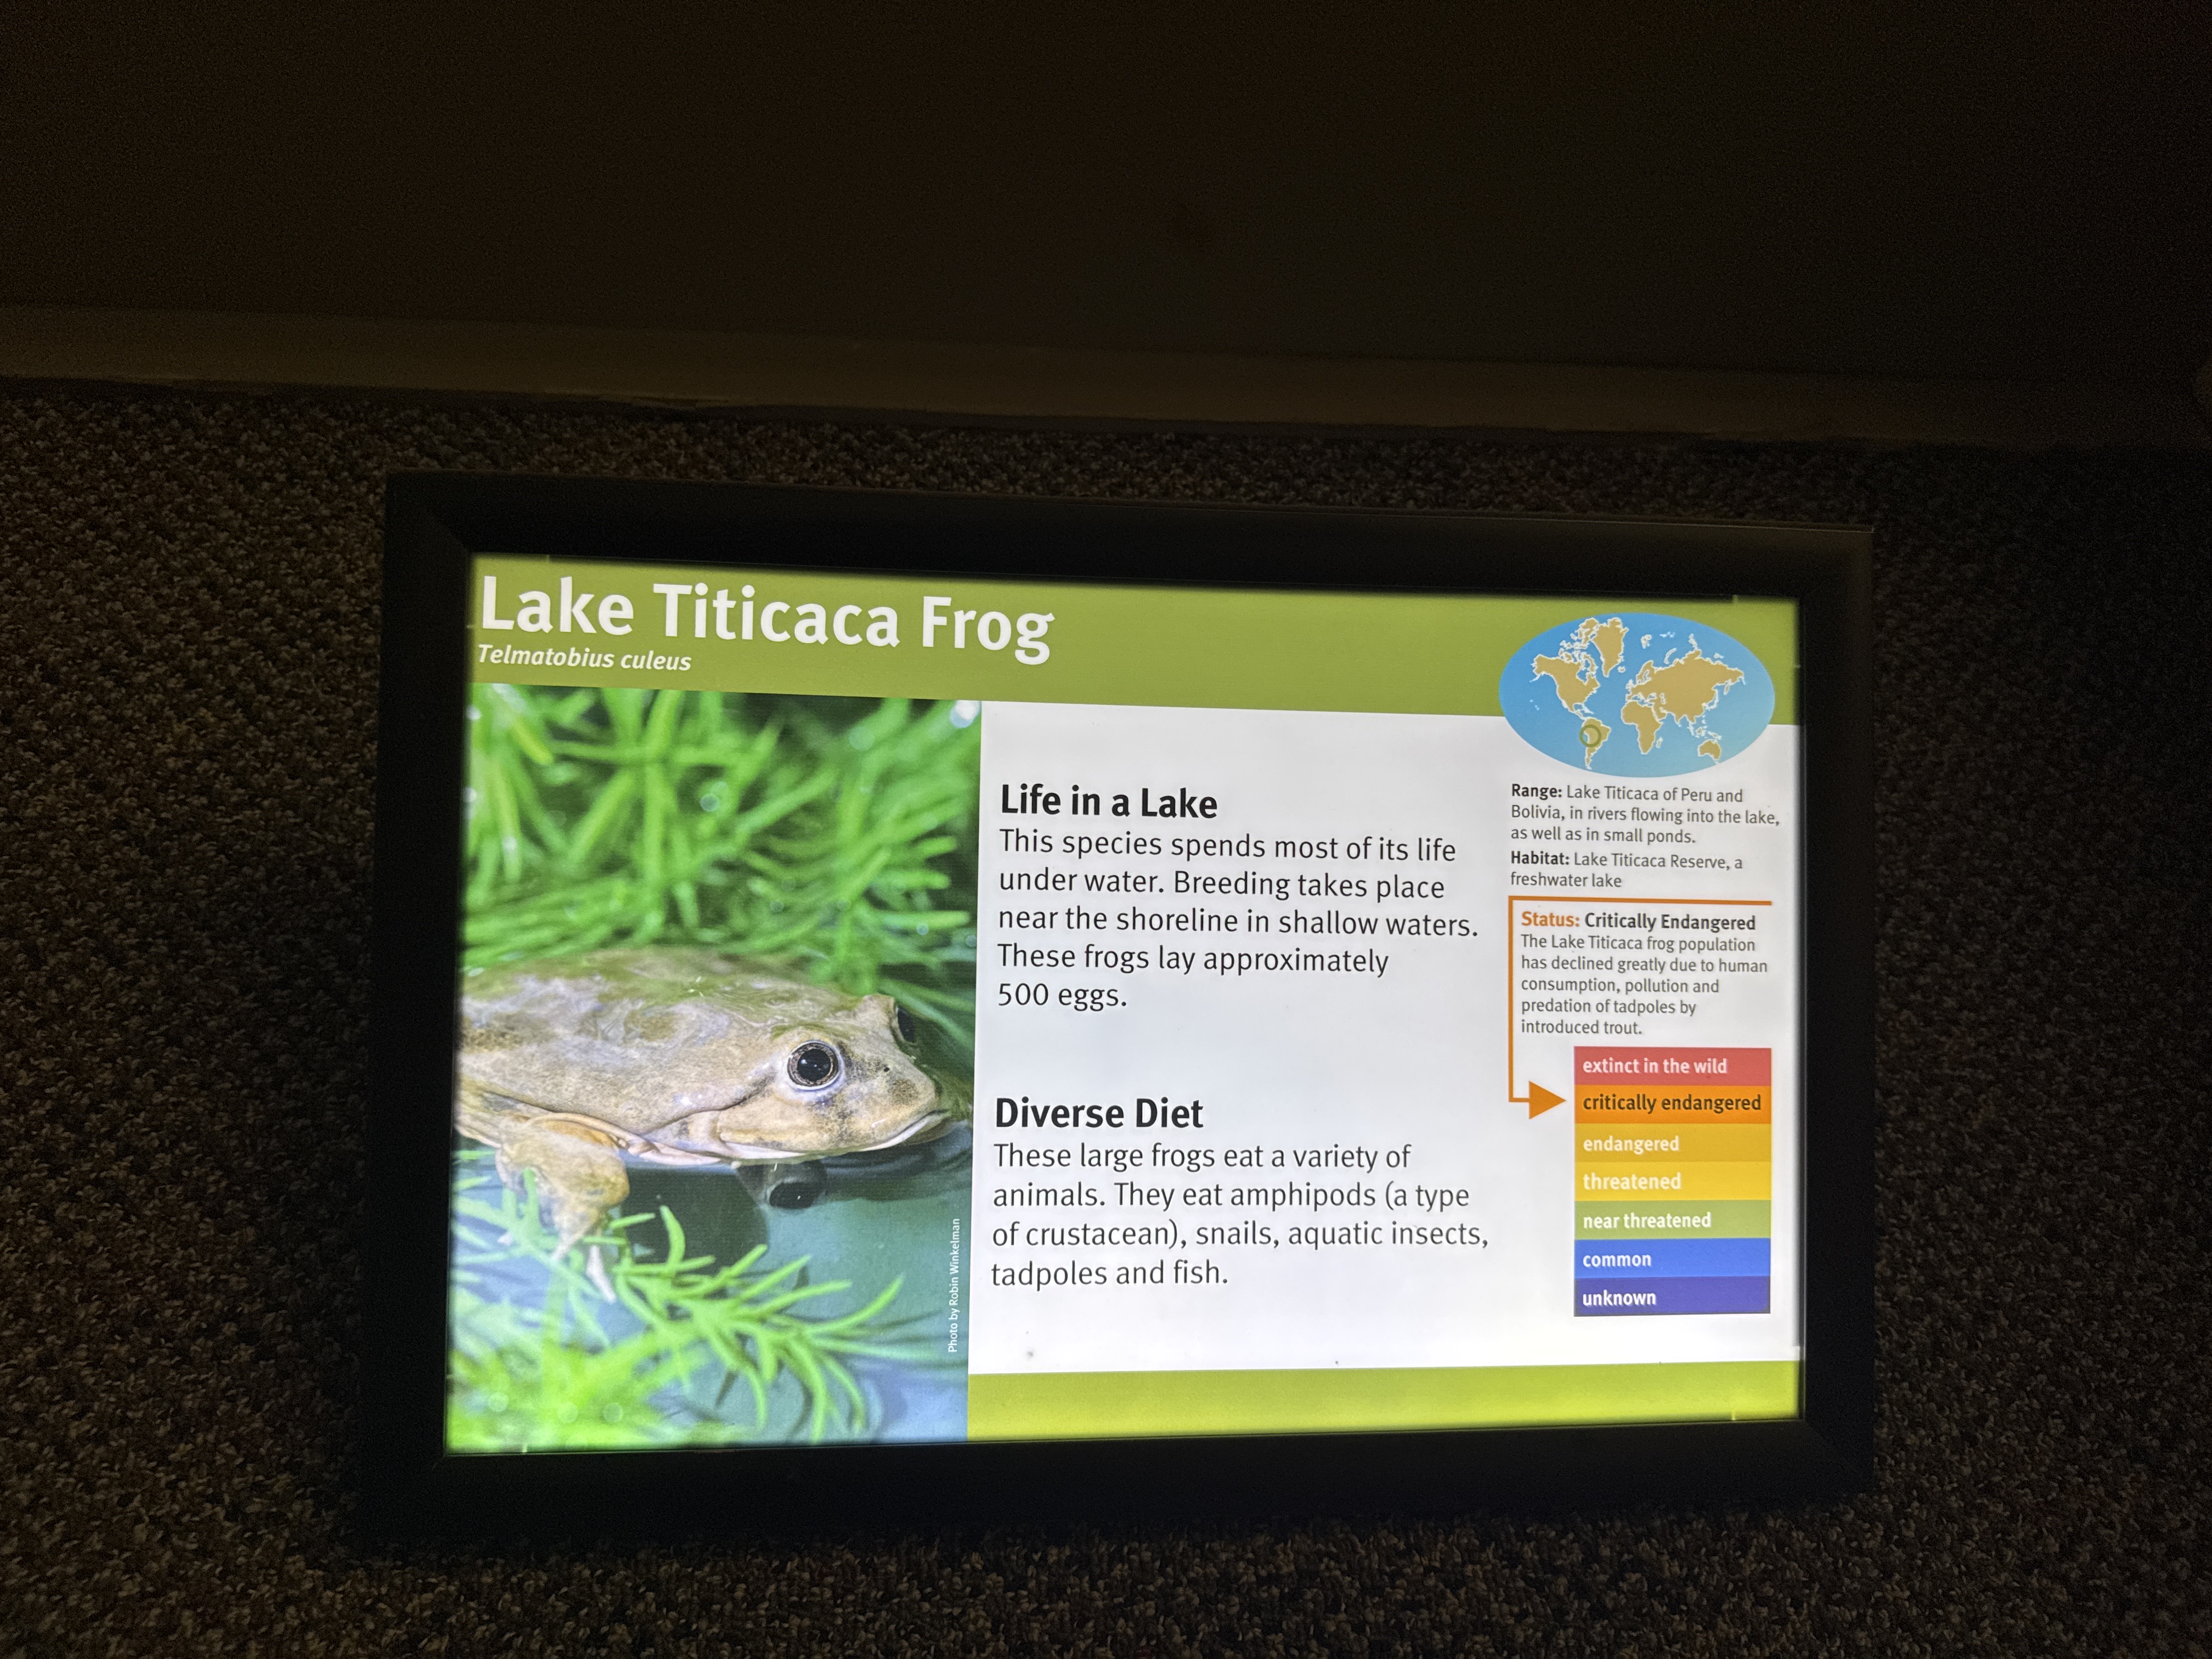 Lake Titicaca Frog
Telmatobius culeus
Life in a Lake
This species spends most of its life
under water. Breeding takes place
near the shoreline in shallow waters.
These frogs lay approximately
500 eggs.
Diverse Diet
These large frogs eat a variety of
animals. They eat amphipods (a type
of crustacean), snails, aquatic insects,
tadpoles and fish.
Photo by Robin Winkelman
Range: Lake Titicaca of Peru and
Bolivia, in rivers flowing into the lake,
as well as in small ponds.
Habitat: Lake Titicaca Reserve, a
freshwater lake
Status: Critically Endangered
The Lake Titicaca frog population
has declined greatly due to human
consumption, pollution and
predation of tadpoles by
introduced trout.
extinct in the wild
critically endangered
endangered
threatened
near threatened
common
unknown